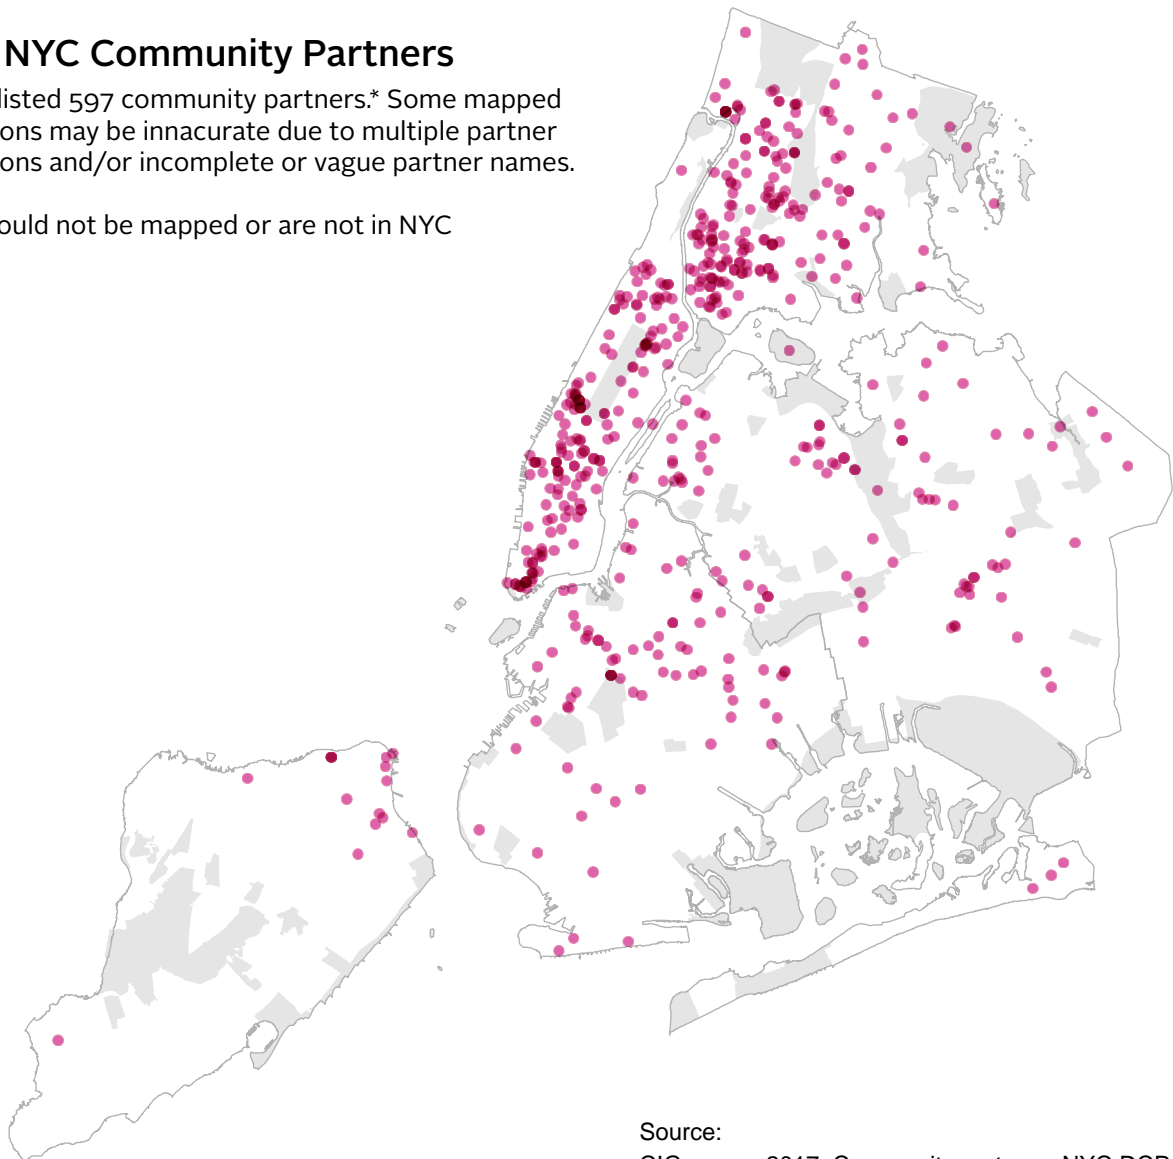 NYC Community Partners
listed 597 community partners.* Some mapped
ons may be innacurate due to multiple partner
ons and/or incomplete or vague partner names.
ould not be mapped or are not in NYC
Source: